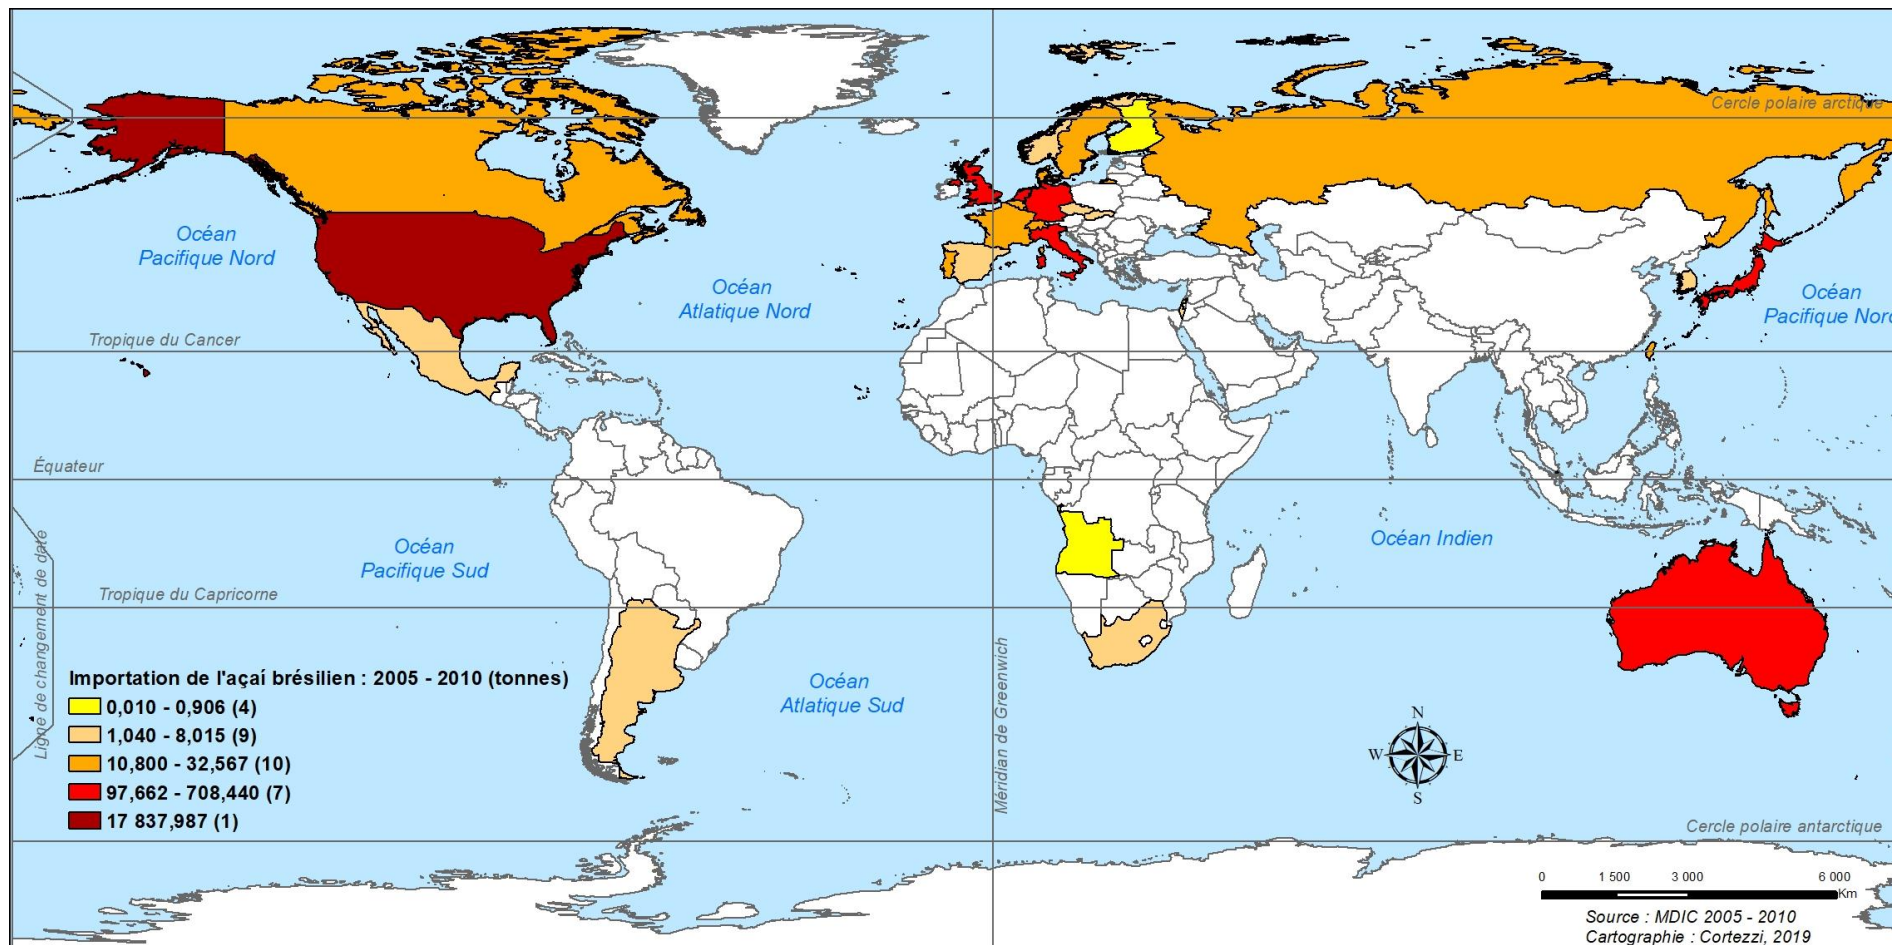 Cercle polaire arctique
Océan
Pacifique Nord
Océan
Atlatique Nord
Océan
Pacifique Nord
Tropique du Cancer
Équateur
Océan
Pacifique Sud
Océan Indien
Ligne de changement de date
Tropique du Capricorne
Méridian de Greenwich
Océan
Atlatique Sud
Importation de l'açaí brésilien : 2005 - 2010 (tonnes)
0,010 - 0,906 (4)
1,040 - 8,015 (9)
10,800 - 32,567 (10)
97,662 - 708,440 (7)
17 837,987 (1)
N
W
E
S
Cercle polaire antarctique
0 1 500 3 000 6 000
Km
Source : MDIC 2005 - 2010
Cartographie : Cortezzi, 2019